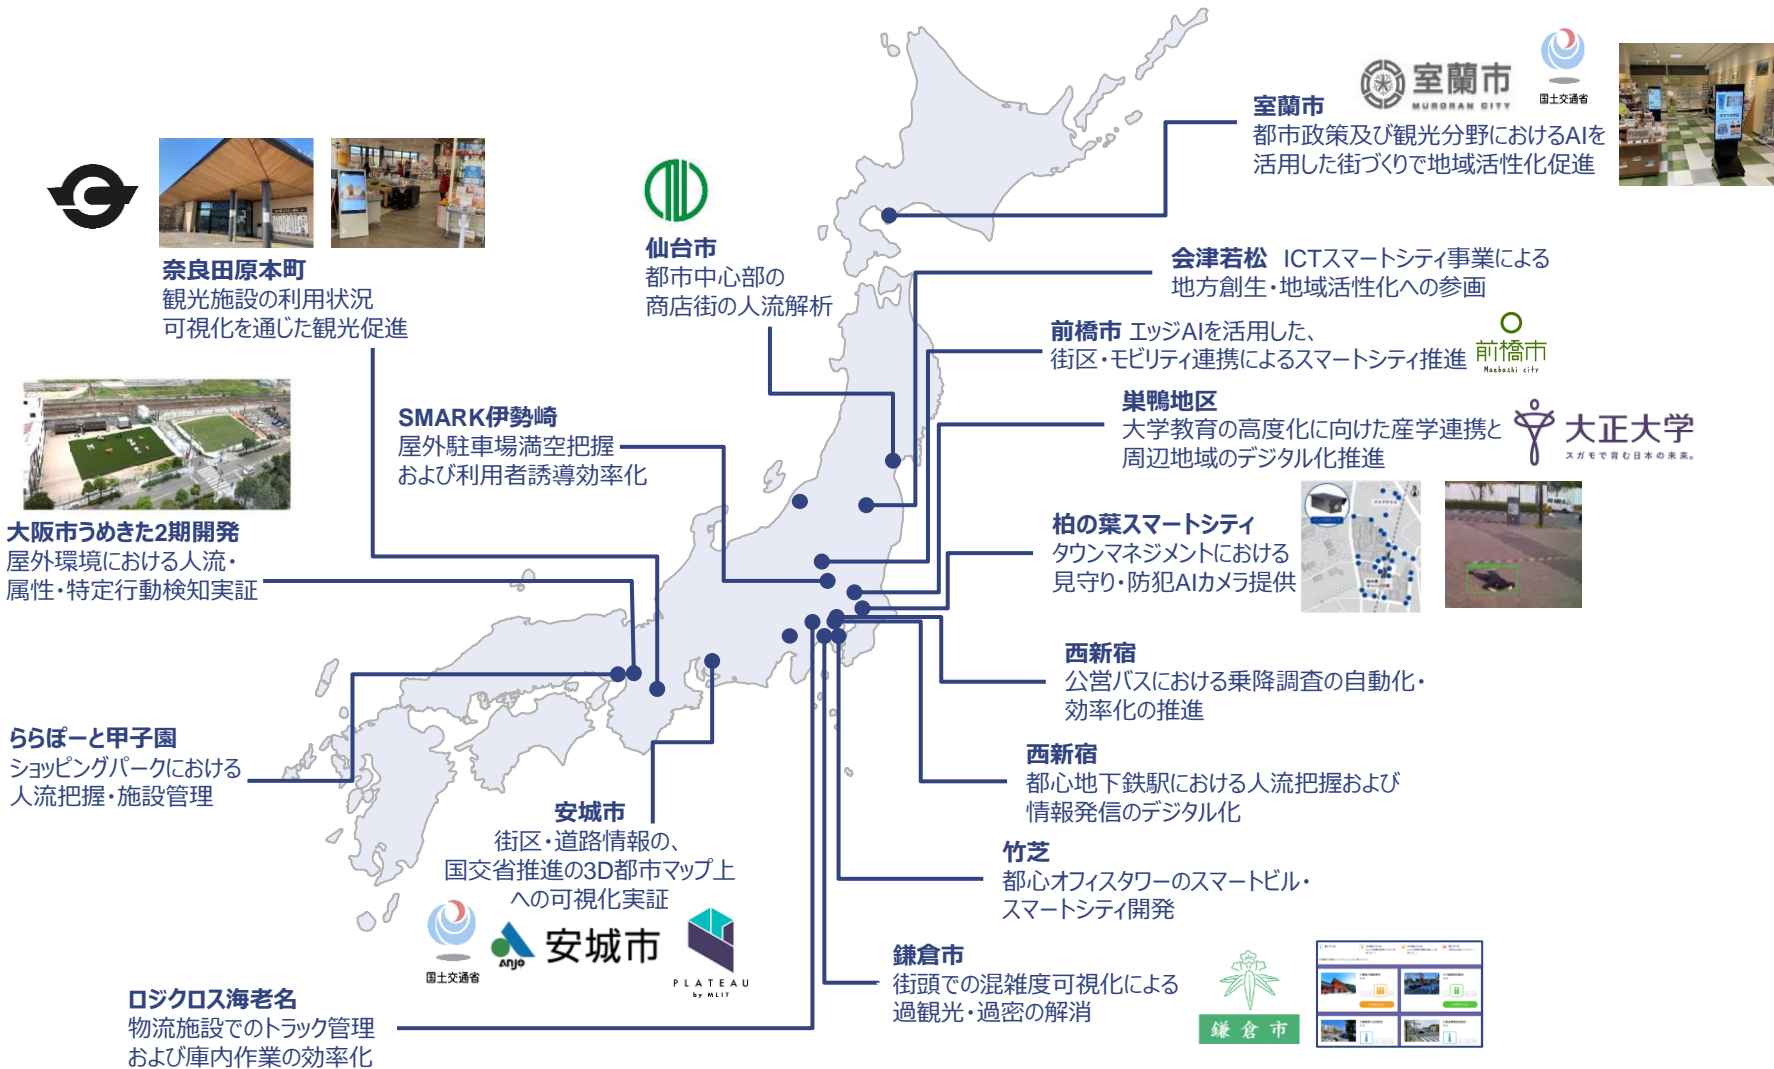 室蘭市
MURORAN CITY
国土交通省
室蘭市
都市政策及び観光分野におけるAIを
活用した街づくりで地域活性化促進
奈良田原本町
観光施設の利用状況
可視化を通じた観光促進
仙台市
都市中心部の
商店街の人流解析
会津若松 ICTスマートシティ事業による
地方創生・地域活性化への参画
前橋市 エッジAIを活用した、
街区・モビリティ連携によるスマートシティ推進
前橋市
Maebashi city
SMARK伊勢崎
屋外駐車場満空把握
および利用者誘導効率化
巣鴨地区
大学教育の高度化に向けた産学連携と
周辺地域のデジタル化推進
大正大学
スガモで育む日本の未来。
大阪市うめきた2期開発
屋外環境における人流・
属性・特定行動検知実証
柏の葉スマートシティ
タウンマネジメントにおける
見守り・防犯AIカメラ提供
西新宿
公営バスにおける乗降調査の自動化・
効率化の推進
ららぽーと甲子園
ショッピングパークにおける
人流把握・施設管理
西新宿
都心地下鉄駅における人流把握および
情報発信のデジタル化
安城市
街区・道路情報の、
国交省推進の3D都市マップ上
への可視化実証
国土交通省
ANJO
安城市
PLATEAU
by MLIT
竹芝
都心オフィスタワーのスマートビル・
スマートシティ開発
鎌倉市
街頭での混雑度可視化による
過観光・過密の解消
鎌倉市
ロジクロス海老名
物流施設でのトラック管理
および庫内作業の効率化